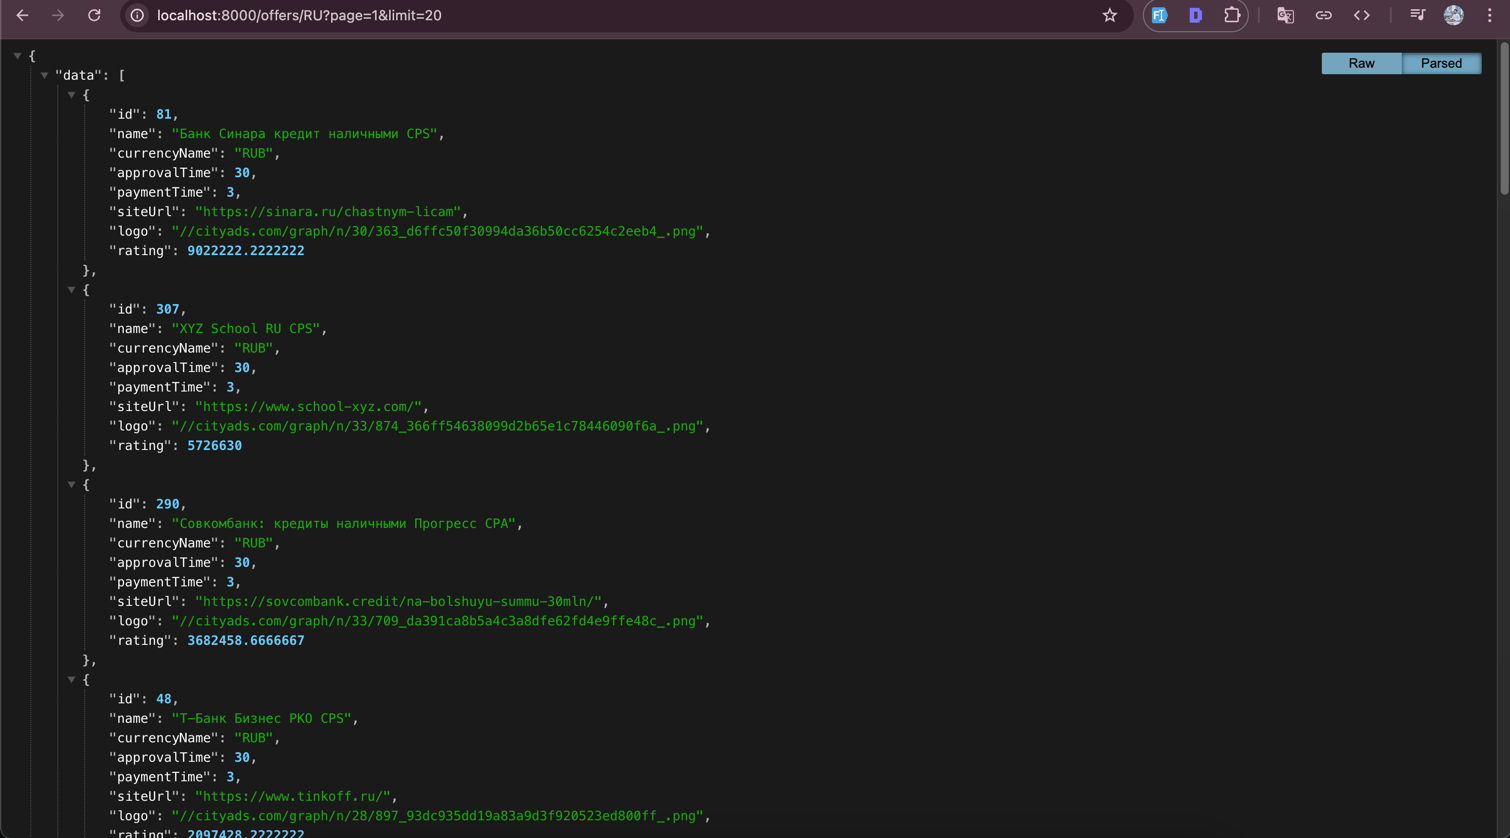 localhost:8000/offers/RU?page=1&limit=20
Raw Parsed
{
"data": [
{
"id": 81,
"name": "Банк Синара кредит наличными CPS",
"currencyName": "RUB",
"approvalTime": 30,
"paymentTime": 3,
"siteUrl": "https://sinara.ru/chastnym-licam",
"logo": "//cityads.com/graph/n/30/363_d6ffc50f30994da36b50cc6254c2eeb4_.png",
"rating": 9022222.2222222
},
{
"id": 307,
"name": "XYZ School RU CPS",
"currencyName": "RUB",
"approvalTime": 30,
"paymentTime": 3,
"siteUrl": "https://www.school-xyz.com/",
"logo": "//cityads.com/graph/n/33/874_366ff54638099d2b65e1c78446090f6a_.png",
"rating": 5726630
},
{
"id": 290,
"name": "Совкомбанк: кредиты наличными Прогресс CPA",
"currencyName": "RUB",
"approvalTime": 30,
"paymentTime": 3,
"siteUrl": "https://sovcombank.credit/na-bolshuyu-summu-30mln/",
"logo": "//cityads.com/graph/n/33/709_da391ca8b5a4c3a8dfe62fd4e9ffe48c_.png",
"rating": 3682458.6666667
},
{
"id": 48,
"name": "Т-Банк Бизнес РКО CPS",
"currencyName": "RUB",
"approvalTime": 30,
"paymentTime": 3,
"siteUrl": "https://www.tinkoff.ru/",
"logo": "//cityads.com/graph/n/28/897_93dc935dd19a83a9d3f920523ed800ff_.png",
"rating": 2097428.2222222